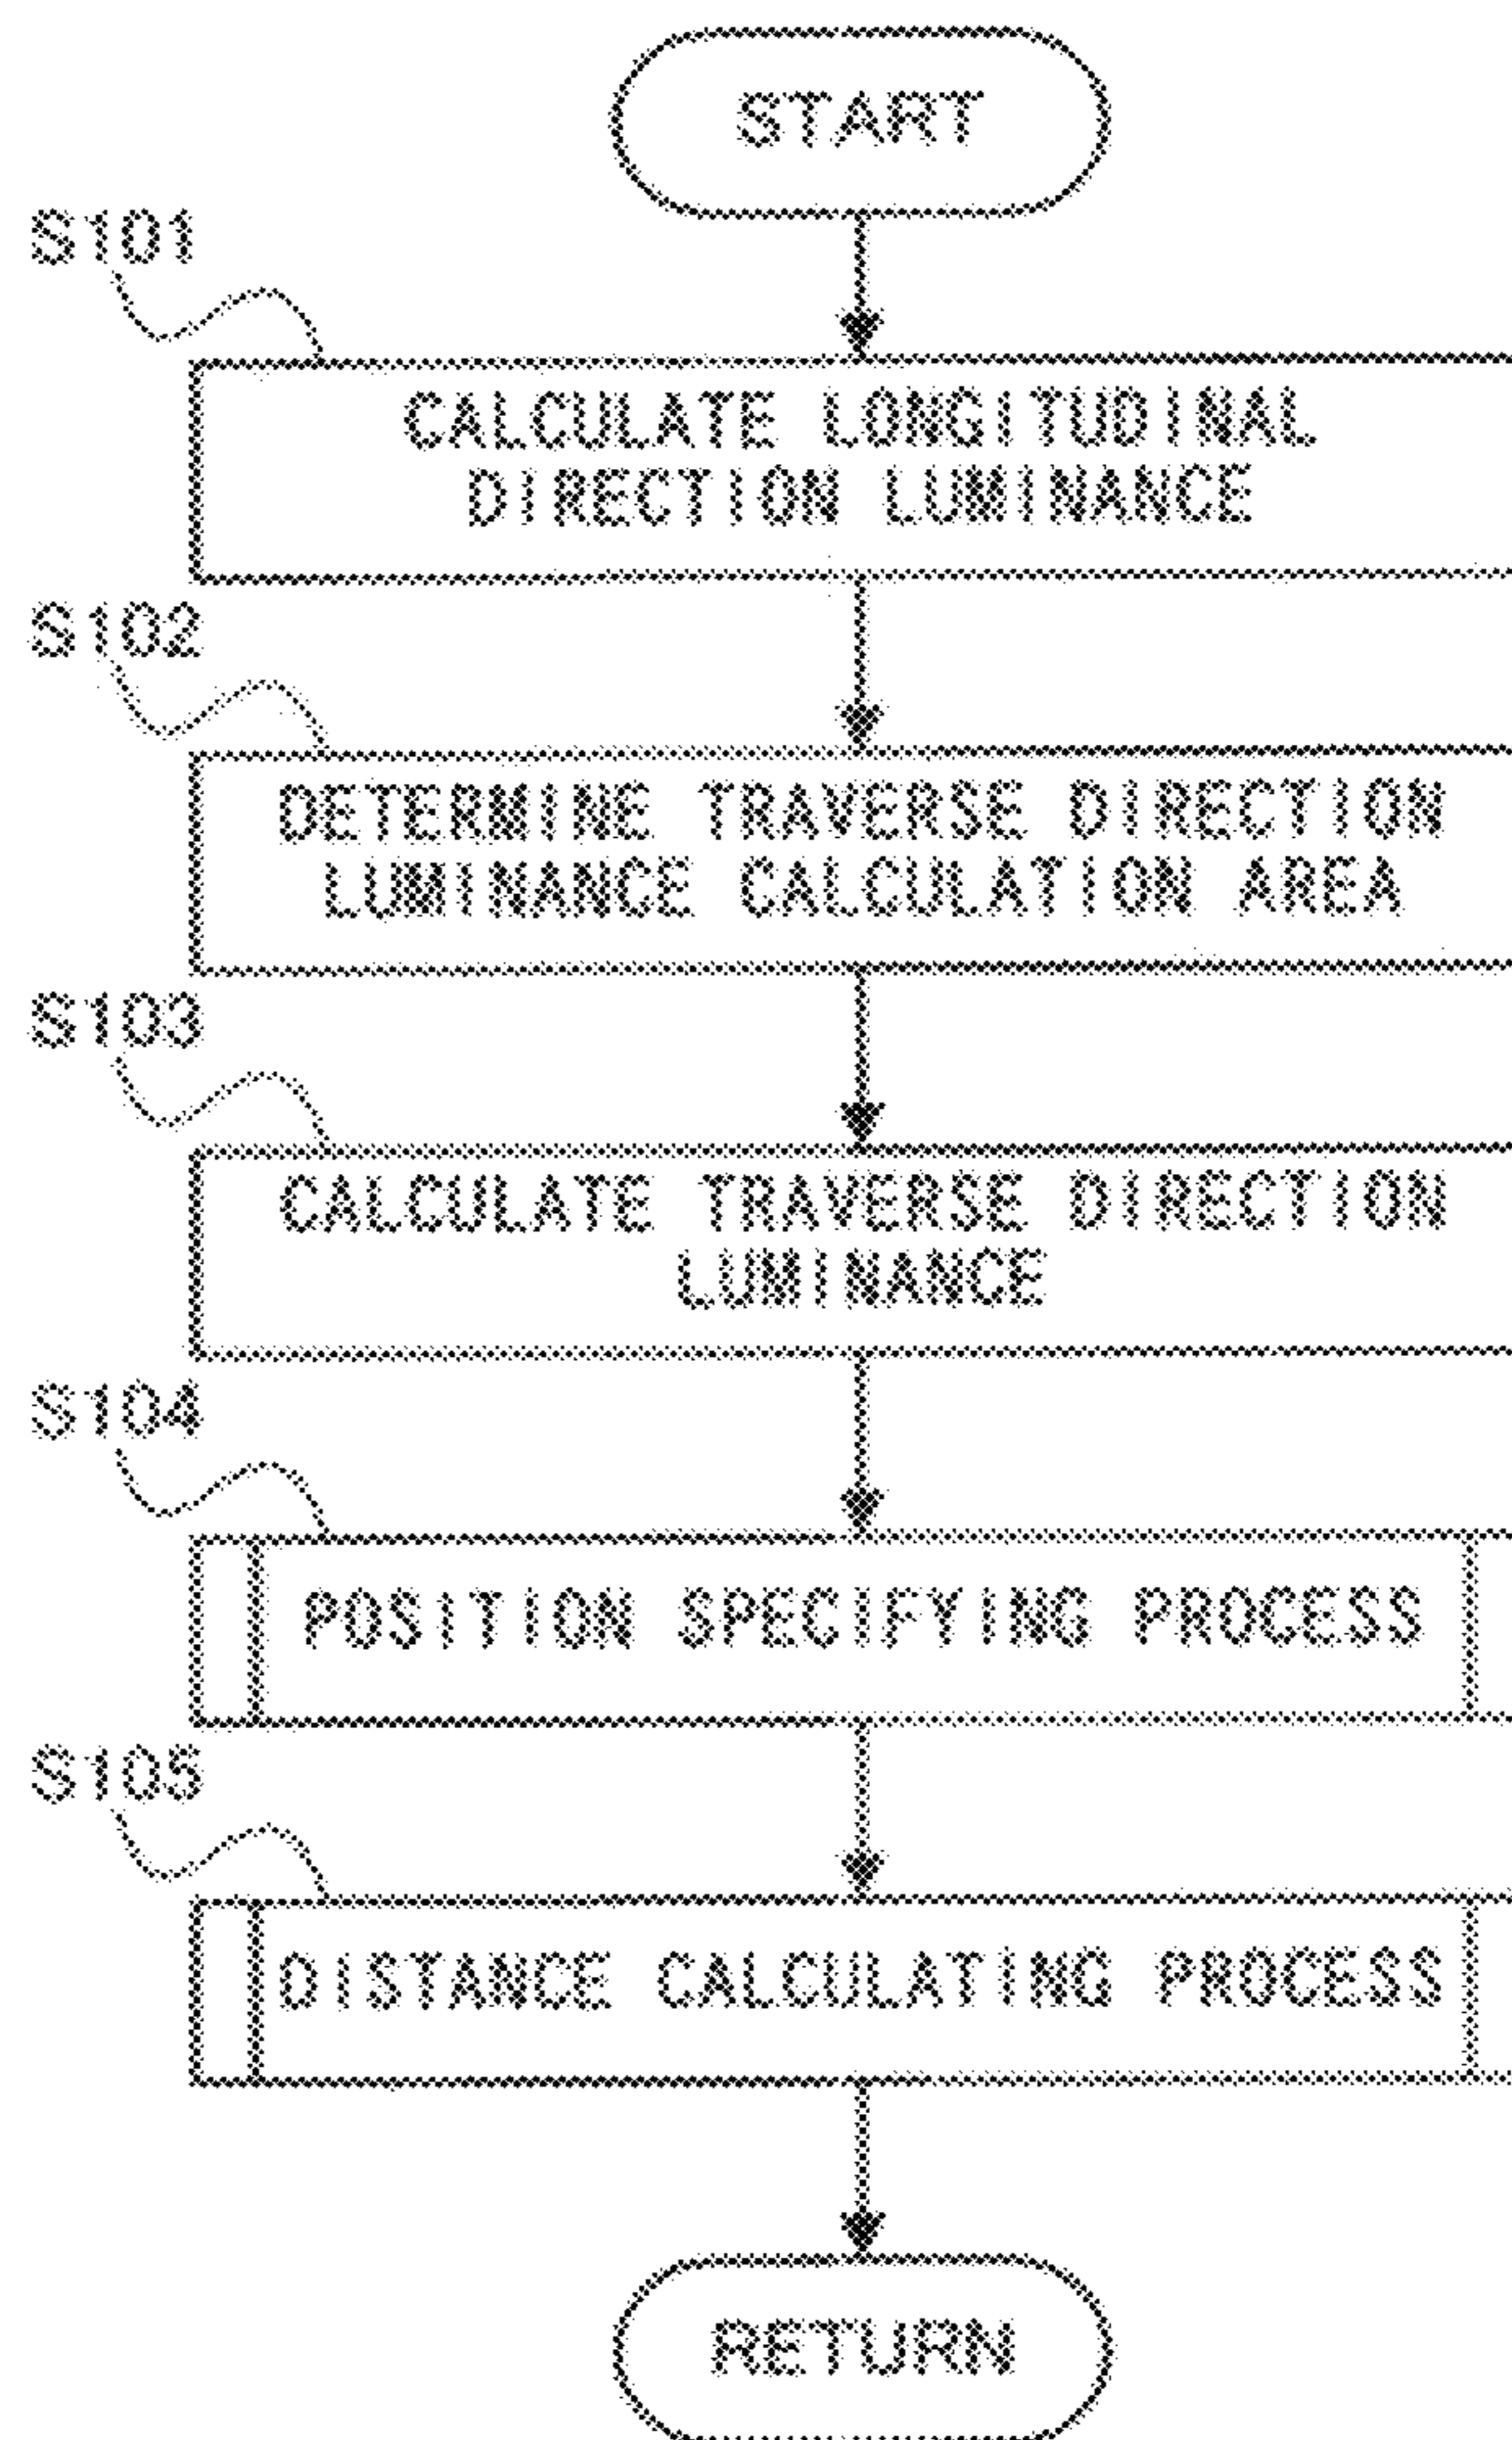 START
S101
CALCULATE LONGITUDINAL
DIRECTION LUMINANCE
S102
DETERMINE TRAVERSE DIRECTION
LUMINANCE CALCULATION AREA
S103
CALCULATE TRAVERSE DIRECTION
LUMINANCE
S104
POSITION SPECIFYING PROCESS
S105
DISTANCE CALCULATING PROCESS
RETURN